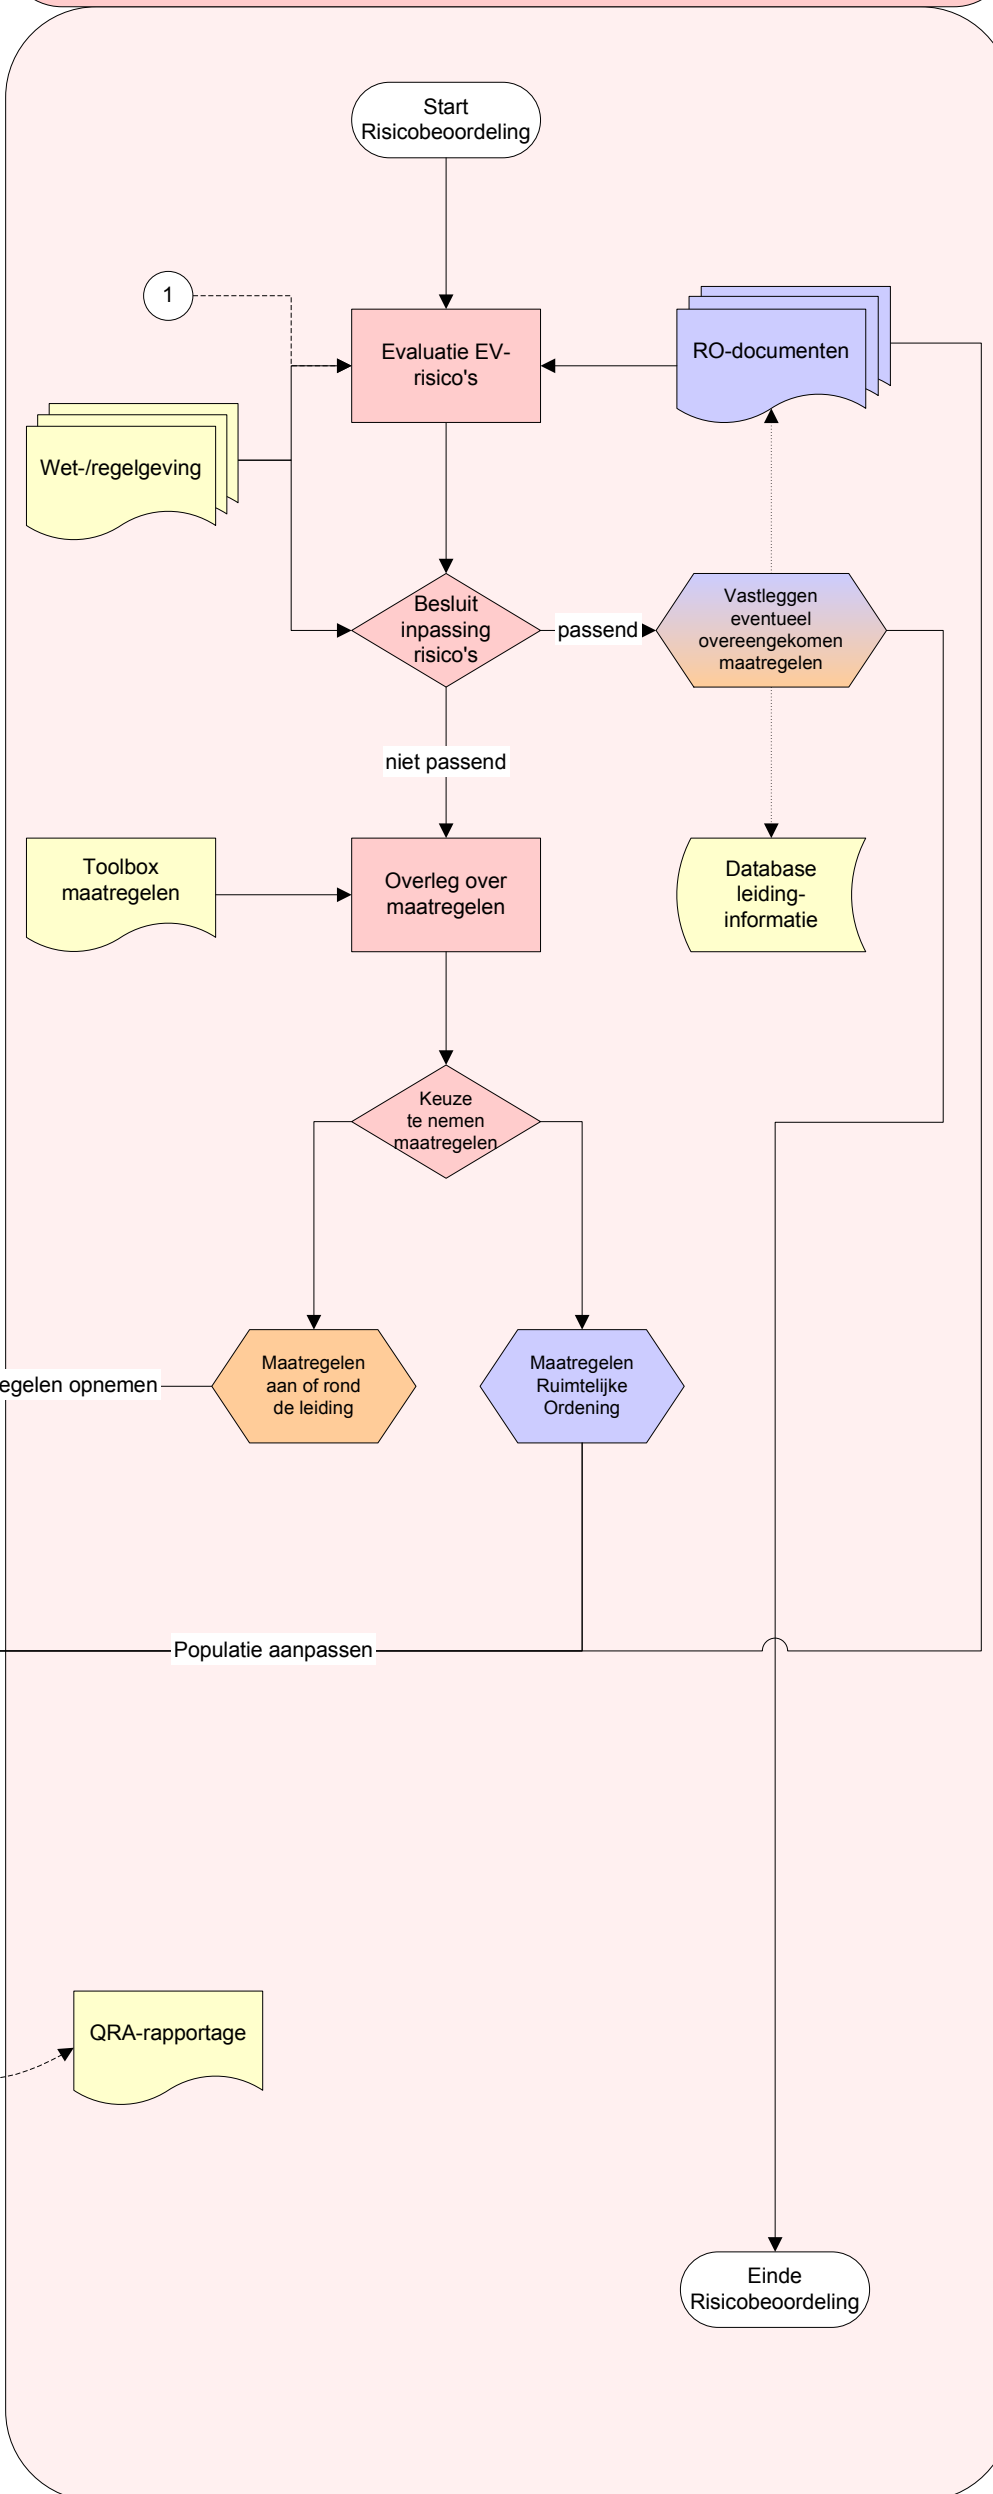 Start
Risicobeoordeling
1
Evaluatie EV-
risico's
RO-documenten
Wet-/regelgeving
Besluit
inpassing
risico's
passend
Vastleggen
eventueel
overeengekomen
maatregelen
niet passend
Toolbox
maatregelen
Overleg over
maatregelen
Database
leiding-
informatie
Keuze
te nemen
maatregelen
egelen opnemen
Maatregelen
aan of rond
de leiding
Maatregelen
Ruimtelijke
Ordening
Populatie aanpassen
QRA-rapportage
Einde
Risicobeoordeling